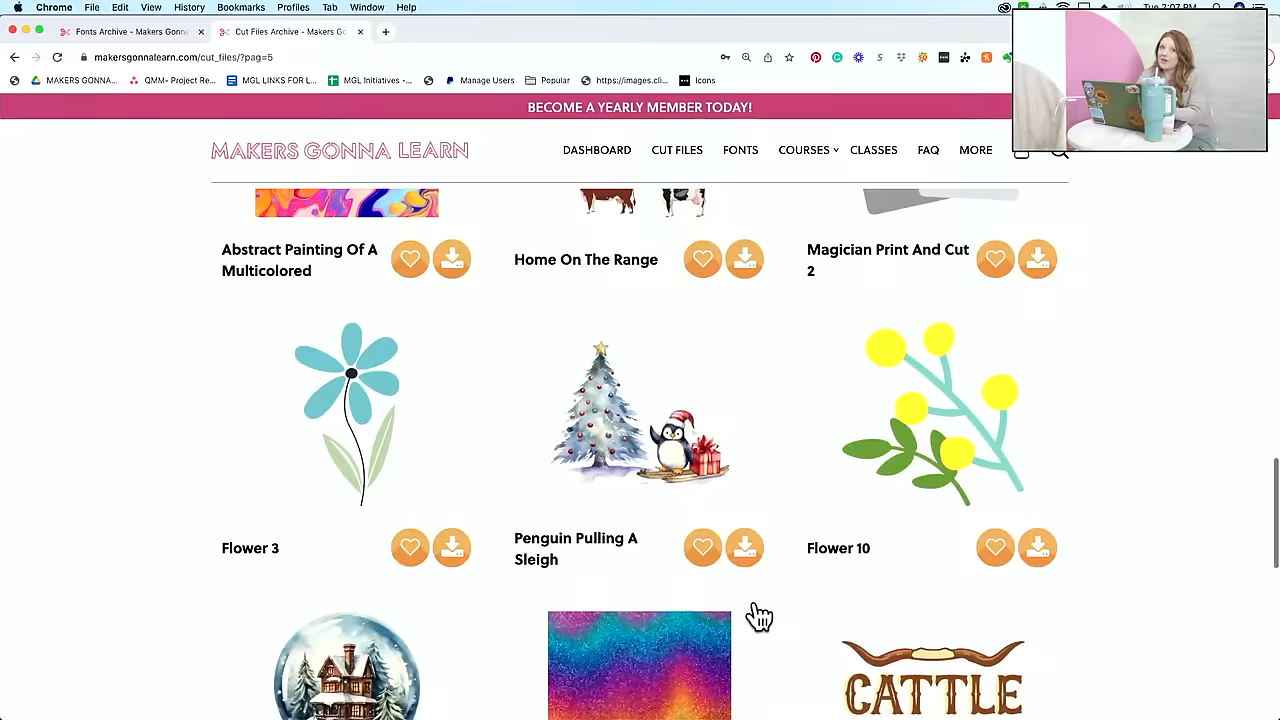 Chrome File Edit View History Bookmarks Profiles Tab Window Help
Tue 2:07 PM
Fonts Archive - Makers Gonn
Cut Files Archive - Makers Go
makersgonnalearn.com/cut_files/?pag=5
MAKERS GONNA...
QMM- Project Re...
MGL LINKS FOR L...
MGL Initiatives -...
Manage Users
Popular
https://images.cli...
Icons
BECOME A YEARLY MEMBER TODAY!
MAKERS GONNA LEARN
DASHBOARD CUT FILES FONTS COURSES CLASSES FAQ MORE
Abstract Painting Of A
Multicolored
Home On The Range
Magician Print And Cut
2
Flower 3
Penguin Pulling A
Sleigh
Flower 10
CATTLE